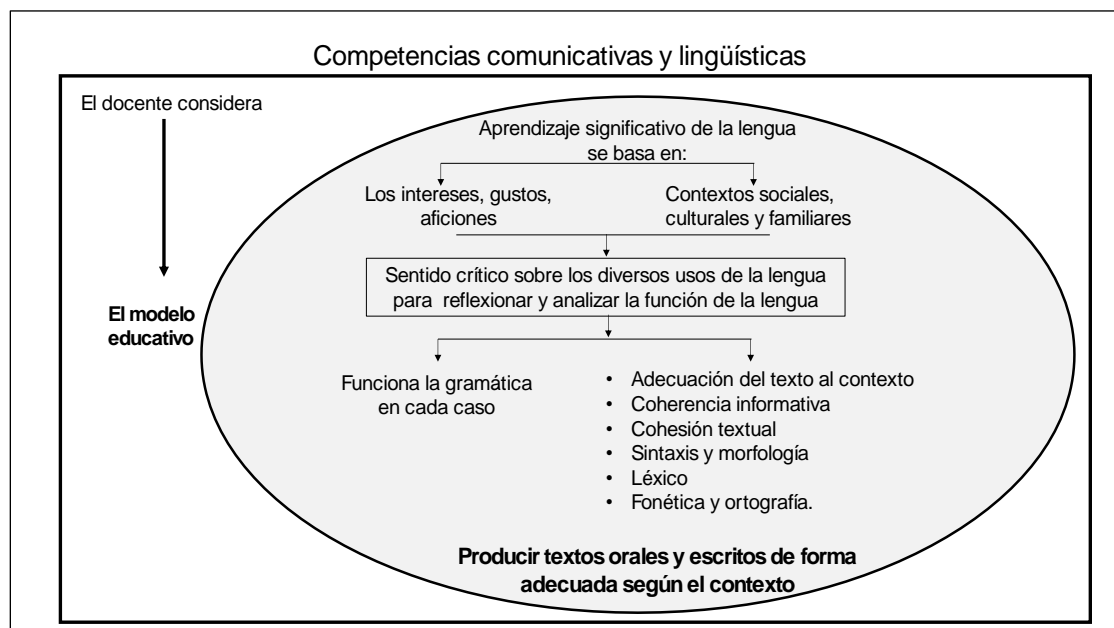 Competencias comunicativas y lingüísticas
El docente considera
Aprendizaje significativo de la lengua
se basa en:
Los intereses, gustos,
aficiones
Contextos sociales,
culturales y familiares
Sentido crítico sobre los diversos usos de la lengua
para reflexionar y analizar la función de la lengua
El modelo
educativo
Funciona la gramática
en cada caso
• Adecuación del texto al contexto
• Coherencia informativa
• Cohesión textual
• Sintaxis y morfología
• Léxico
• Fonética y ortografía.
Producir textos orales y escritos de forma
adecuada según el contexto